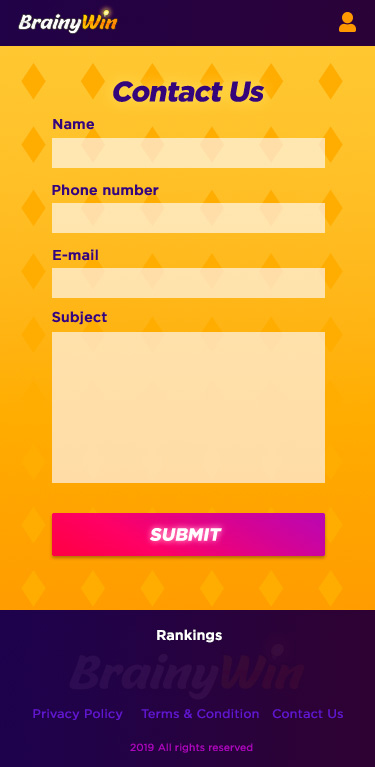 BrainyWin
Contact Us
Name
Phone number
E-mail
Subject
SUBMIT
Rankings
BrainyWin
Privacy Policy Terms & Condition Contact Us
2019 All rights reserved